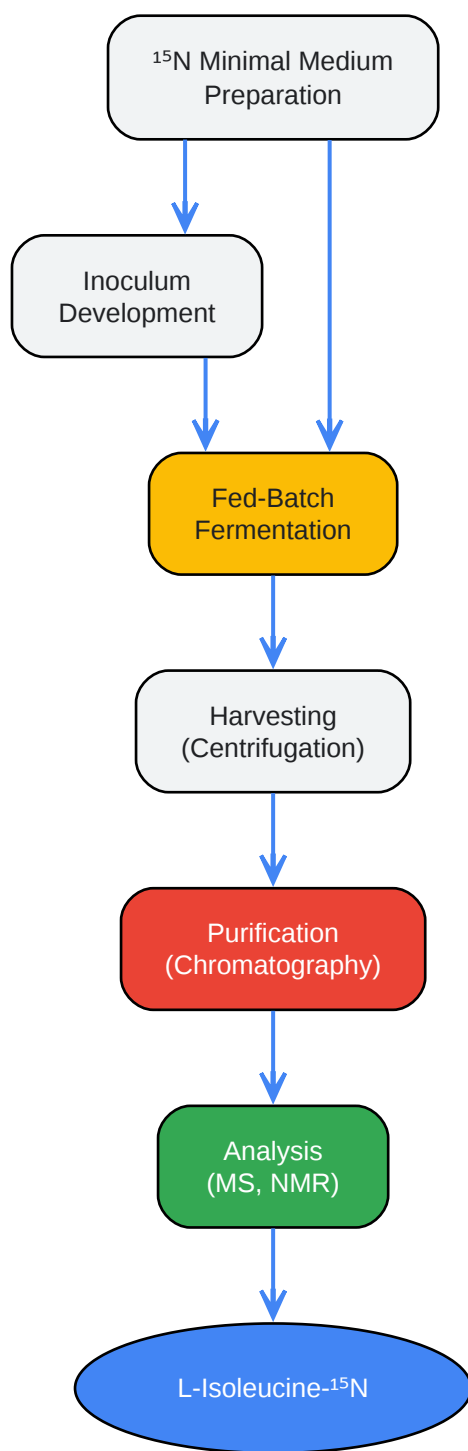 ¹⁵N Minimal Medium
Preparation
Inoculum
Development
Fed-Batch
Fermentation
Harvesting
(Centrifugation)
Purification
(Chromatography)
Analysis
(MS, NMR)
L-Isoleucine-¹⁵N